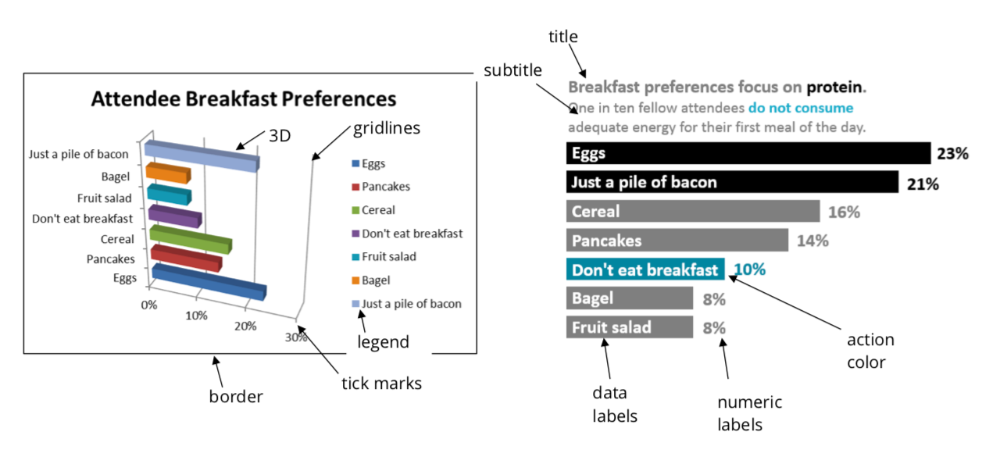 title
subtitle
Breakfast preferences focus on protein.
One in ten fellow attendees do not consume
adequate energy for their first meal of the day.
Attendee Breakfast Preferences
3D
gridlines
Just a pile of bacon
Bagel
Fruit salad
Don't eat breakfast
Cereal
Pancakes
Eggs
0%
10%
20%
30%
Eggs
Pancakes
Cereal
Don't eat breakfast
Fruit salad
Bagel
Just a pile of bacon
legend
tick marks
border
Eggs 23%
Just a pile of bacon 21%
Cereal 16%
Pancakes 14%
Don't eat breakfast 10%
Bagel 8%
Fruit salad 8%
action
color
data
labels
numeric
labels